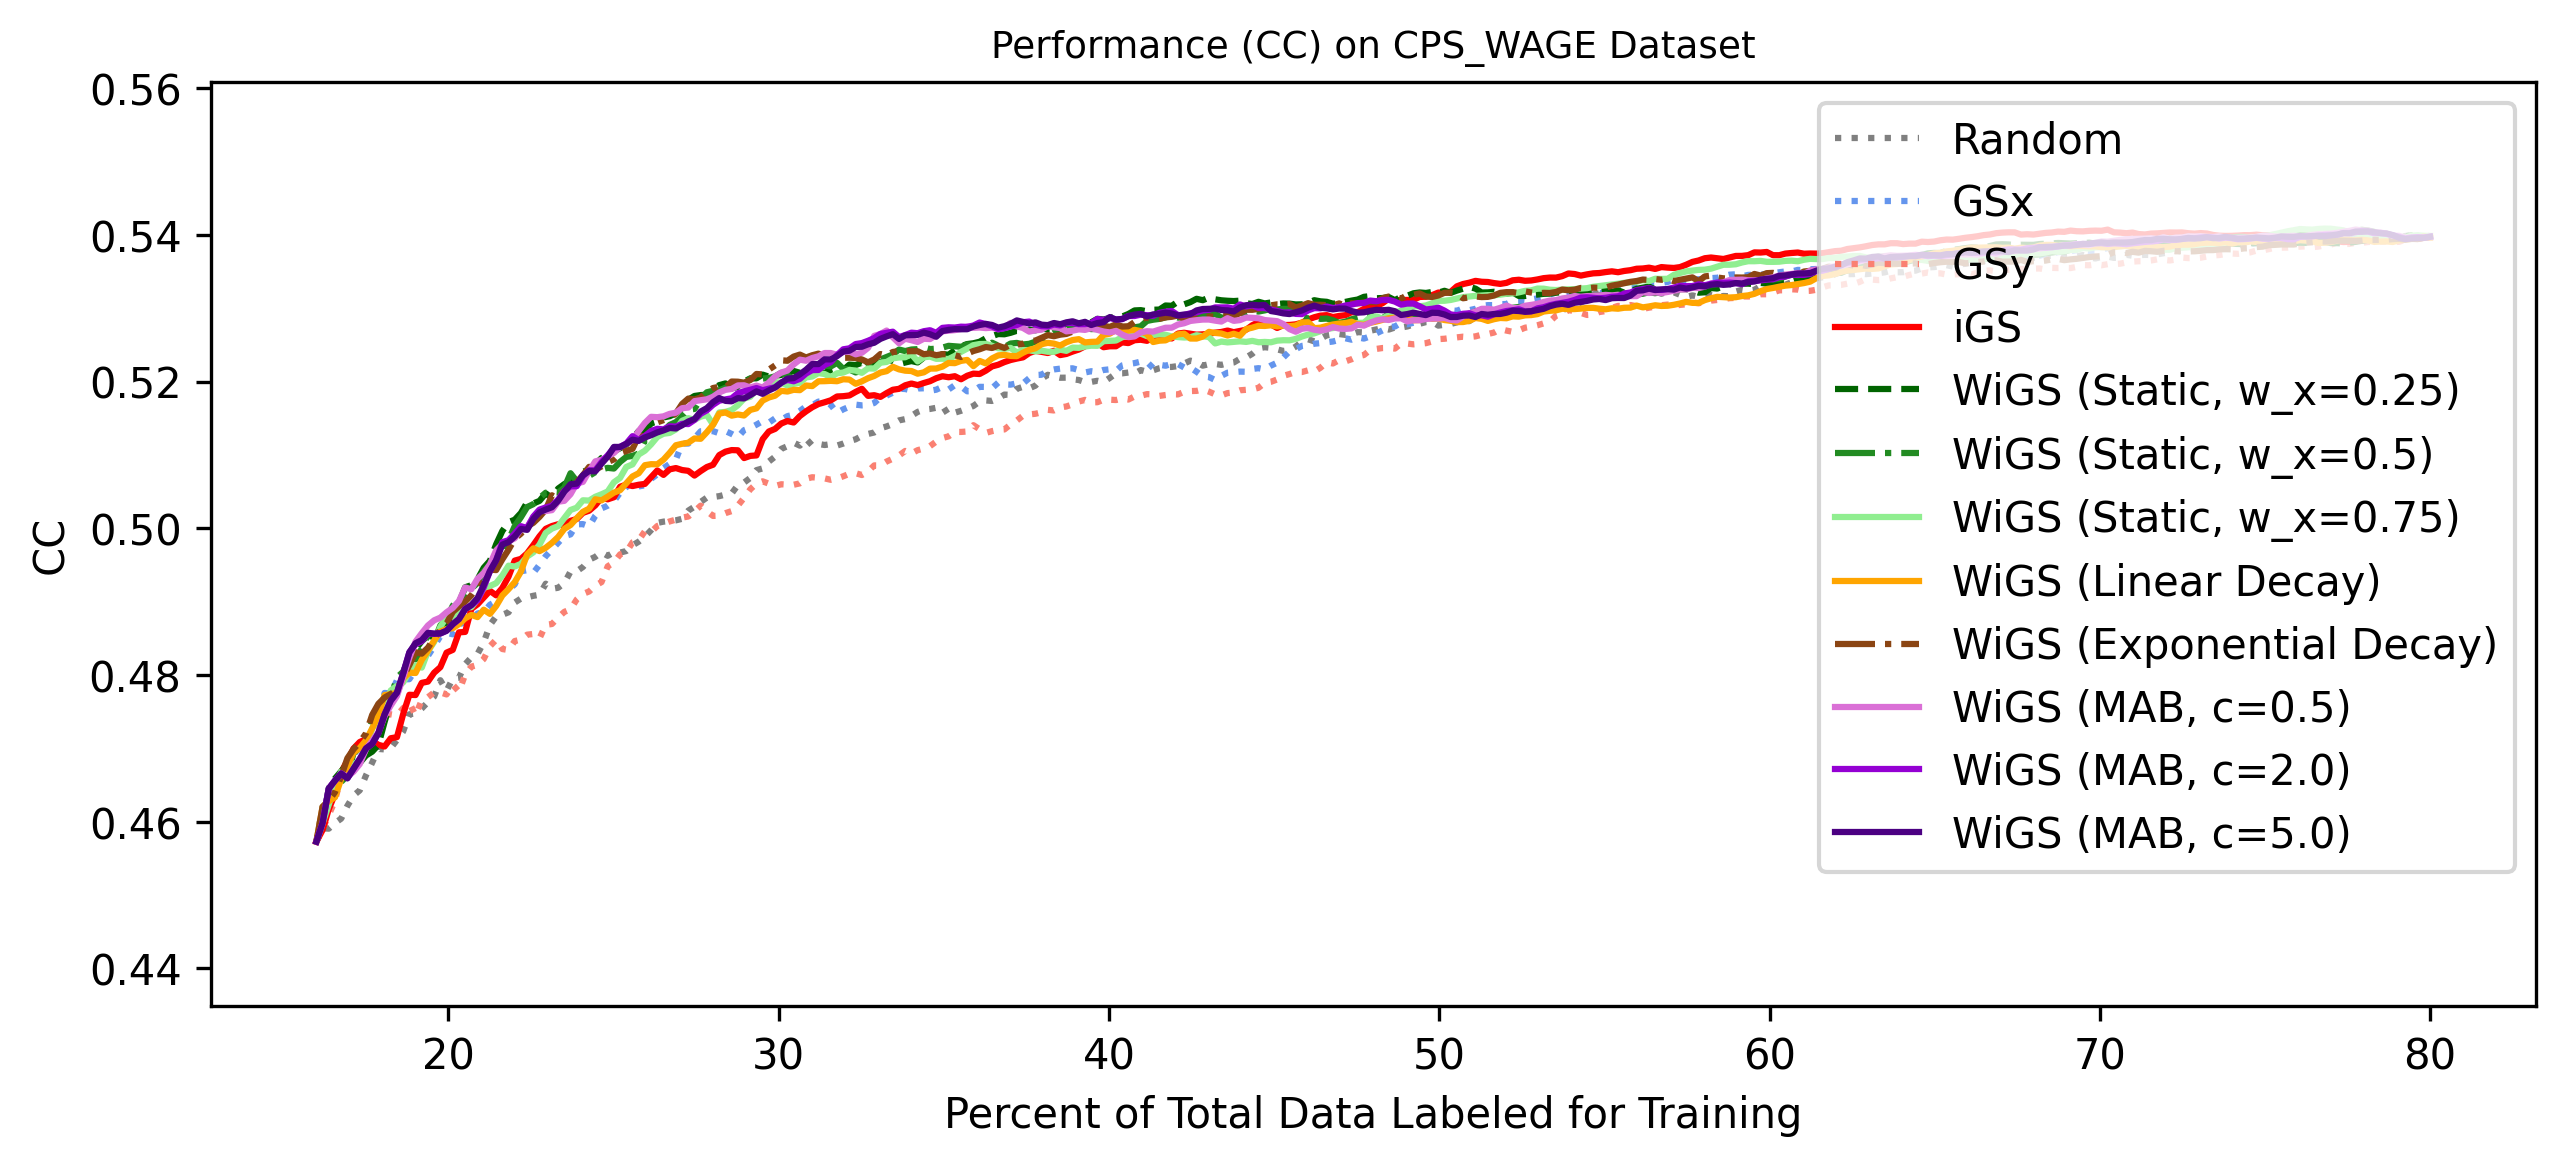 Performance (CC) on CPS_WAGE Dataset
0.56
0.54
0.52
0.50
0.48
0.46
0.44
CC
Random
GSx
GSy
iGS
WiGS (Static, w_x=0.25)
WiGS (Static, w_x=0.5)
WiGS (Static, w_x=0.75)
WiGS (Linear Decay)
WiGS (Exponential Decay)
WiGS (MAB, c=0.5)
WiGS (MAB, c=2.0)
WiGS (MAB, c=5.0)
20 30 40 50 60 70 80
Percent of Total Data Labeled for Training